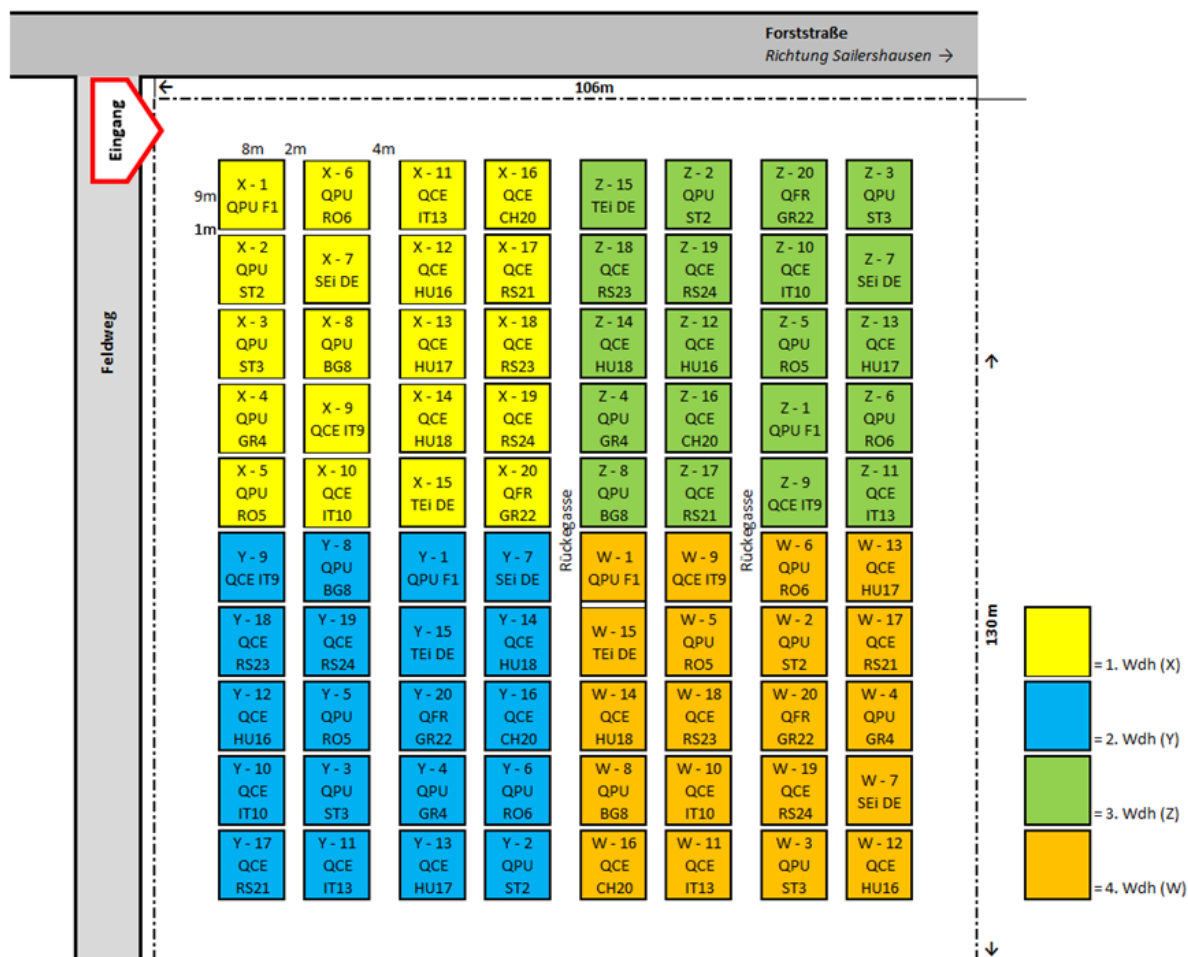 Forststraße
Richtung Sailershausen →
106m
Eingang
Feldweg
8m 2m 4m
9m
1m
X - 1
QPU F1
X - 6
QPU
RO6
X - 11
QCE
IT13
X - 16
QCE
CH20
Z - 15
TEi DE
Z - 2
QPU
ST2
Z - 20
QFR
GR22
Z - 3
QPU
ST3
X - 2
QPU
ST2
X - 7
SEi DE
X - 12
QCE
HU16
X - 17
QCE
RS21
Z - 18
QCE
RS23
Z - 19
QCE
RS24
Z - 10
QCE
IT10
Z - 7
SEi DE
X - 3
QPU
ST3
X - 8
QPU
BG8
X - 13
QCE
HU17
X - 18
QCE
RS23
Z - 14
QCE
HU18
Z - 12
QCE
HU16
Z - 5
QPU
RO5
Z - 13
QCE
HU17
X - 4
QPU
GR4
X - 9
QCE IT9
X - 14
QCE
HU18
X - 19
QCE
RS24
Z - 4
QPU
GR4
Z - 16
QCE
CH20
Z - 1
QPU F1
Z - 6
QPU
RO6
X - 5
QPU
RO5
X - 10
QCE
IT10
X - 15
TEi DE
X - 20
QFR
GR22
Z - 8
QPU
BG8
Z - 17
QCE
RS21
Z - 9
QCE IT9
Z - 11
QCE
IT13
Rückegasse
Rückegasse
Y - 9
QCE IT9
Y - 8
QPU
BG8
Y - 1
QPU F1
Y - 7
SEi DE
W - 1
QPU F1
W - 9
QCE IT9
W - 6
QPU
RO6
W - 13
QCE
HU17
Y - 18
QCE
RS23
Y - 19
QCE
RS24
Y - 15
TEi DE
Y - 14
QCE
HU18
W - 15
TEi DE
W - 5
QPU
RO5
W - 2
QPU
ST2
W - 17
QCE
RS21
Y - 12
QCE
HU16
Y - 5
QPU
RO5
Y - 20
QFR
GR22
Y - 16
QCE
CH20
W - 14
QCE
HU18
W - 18
QCE
RS23
W - 20
QFR
GR22
W - 4
QPU
GR4
Y - 10
QCE
IT10
Y - 3
QPU
ST3
Y - 4
QPU
GR4
Y - 6
QPU
RO6
W - 8
QPU
BG8
W - 10
QCE
IT10
W - 19
QCE
RS24
W - 7
SEi DE
Y - 17
QCE
RS21
Y - 11
QCE
IT13
Y - 13
QCE
HU17
Y - 2
QPU
ST2
W - 16
QCE
CH20
W - 11
QCE
IT13
W - 3
QPU
ST3
W - 12
QCE
HU16
130m
= 1. Wdh (X)
= 2. Wdh (Y)
= 3. Wdh (Z)
= 4. Wdh (W)